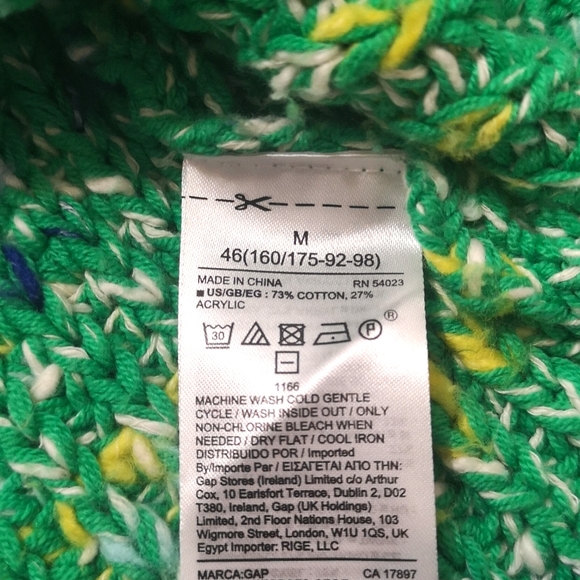 M
46(160/175-92-98)
MADE IN CHINA RN 54023
US/GB/EG : 73% COTTON, 27%
ACRYLIC
30 P ®
1166
MACHINE WASH COLD GENTLE
CYCLE / WASH INSIDE OUT / ONLY
NON-CHLORINE BLEACH WHEN
NEEDED / DRY FLAT / COOL IRON
DISTRIBUIDO POR / Imported
By/Importe Par / ΕΙΣΑΓΕΤΑΙ ΑΠΟ ΤΗΝ:
Gap Stores (Ireland) Limited c/o Arthur
Cox, 10 Earlsfort Terrace, Dublin 2, D02
T380, Ireland, Gap (UK Holdings)
Limited, 2nd Floor Nations House, 103
Wigmore Street, London, W1U 1QS, UK
Egypt Importer: RIGE, LLC
MARCA:GAP CA 17897